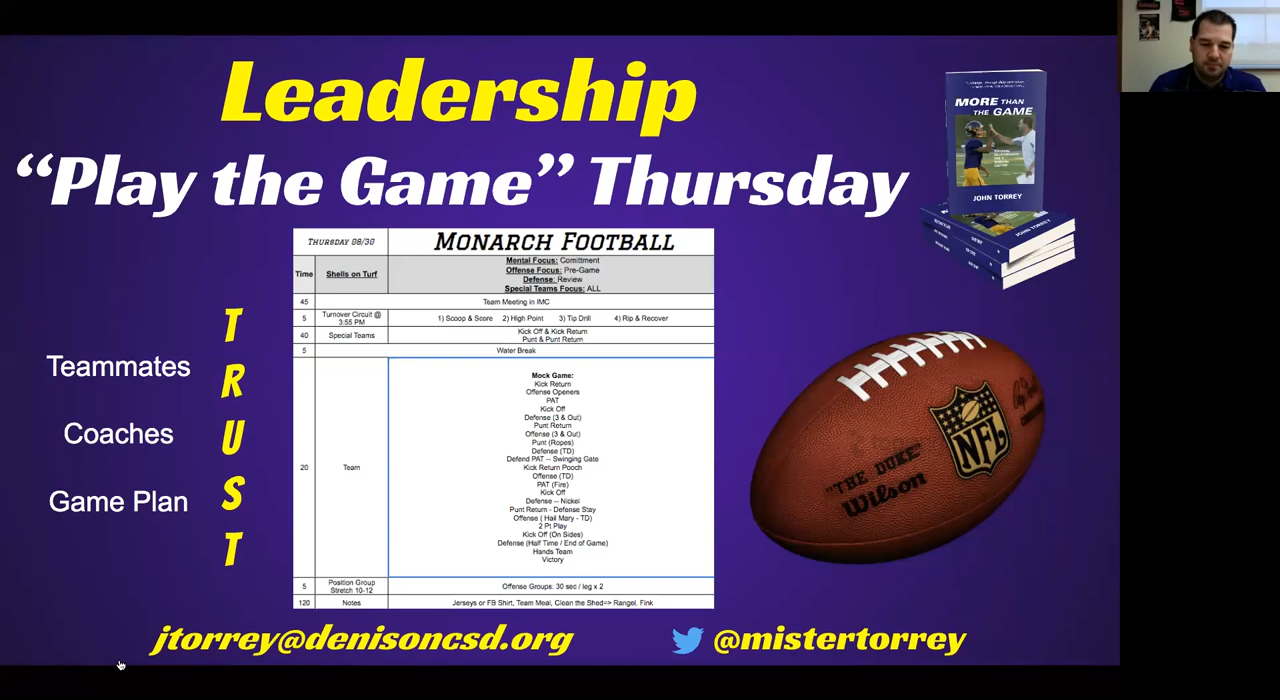 Leadership
“Play the Game” Thursday
MORE THAN
THE GAME
JOHN TORREY
JOHN TORREY
THURSDAY 08/30
MONARCH FOOTBALL
Time
Shells on Turf
Mental Focus: Comittment
Offense Focus: Pre-Game
Defense: Review
Special Teams Focus: ALL
45
Team Meeting in IMC
5
Turnover Circuit @
3:55 PM
1) Scoop & Score 2) High Point 3) Tip Drill 4) Rip & Recover
40
Special Teams
Kick Off & Kick Return
Punt & Punt Return
5
Water Break
20
Team
Mock Game:
Kick Return
Offense Openers
PAT
Kick Off
Defense (3 & Out)
Punt Return
Offense (3 & Out)
Punt (Ropes)
Defense (TD)
Defend PAT -- Swinging Gate
Kick Return Pooch
Offense (TD)
PAT (Fire)
Kick Off
Defense -- Nickel
Punt Return - Defense Stay
Offense ( Hail Mary - TD)
2 Pt Play
Kick Off (On Sides)
Defense (Half Time / End of Game)
Hands Team
Victory
5
Position Group
Stretch 10-12
Offense Groups: 30 sec / leg x 2
120
Notes
Jerseys or FB Shirt, Team Meal, Clean the Shed=> Rangel, Fink
Teammates
Coaches
Game Plan
T
R
U
S
T
NFL
"THE DUKE"
Wilson
jtorrey@denisoncsd.org
@mistertorrey